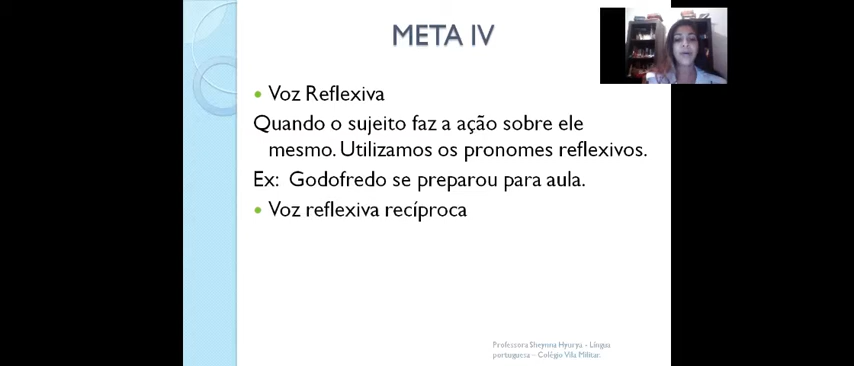 META IV
• Voz Reflexiva
Quando o sujeito faz a ação sobre ele
mesmo. Utilizamos os pronomes reflexivos.
Ex: Godofredo se preparou para aula.
• Voz reflexiva recíproca
Professora Sheynna Hyurya - Língua
portuguesa – Colégio Vila Militar.